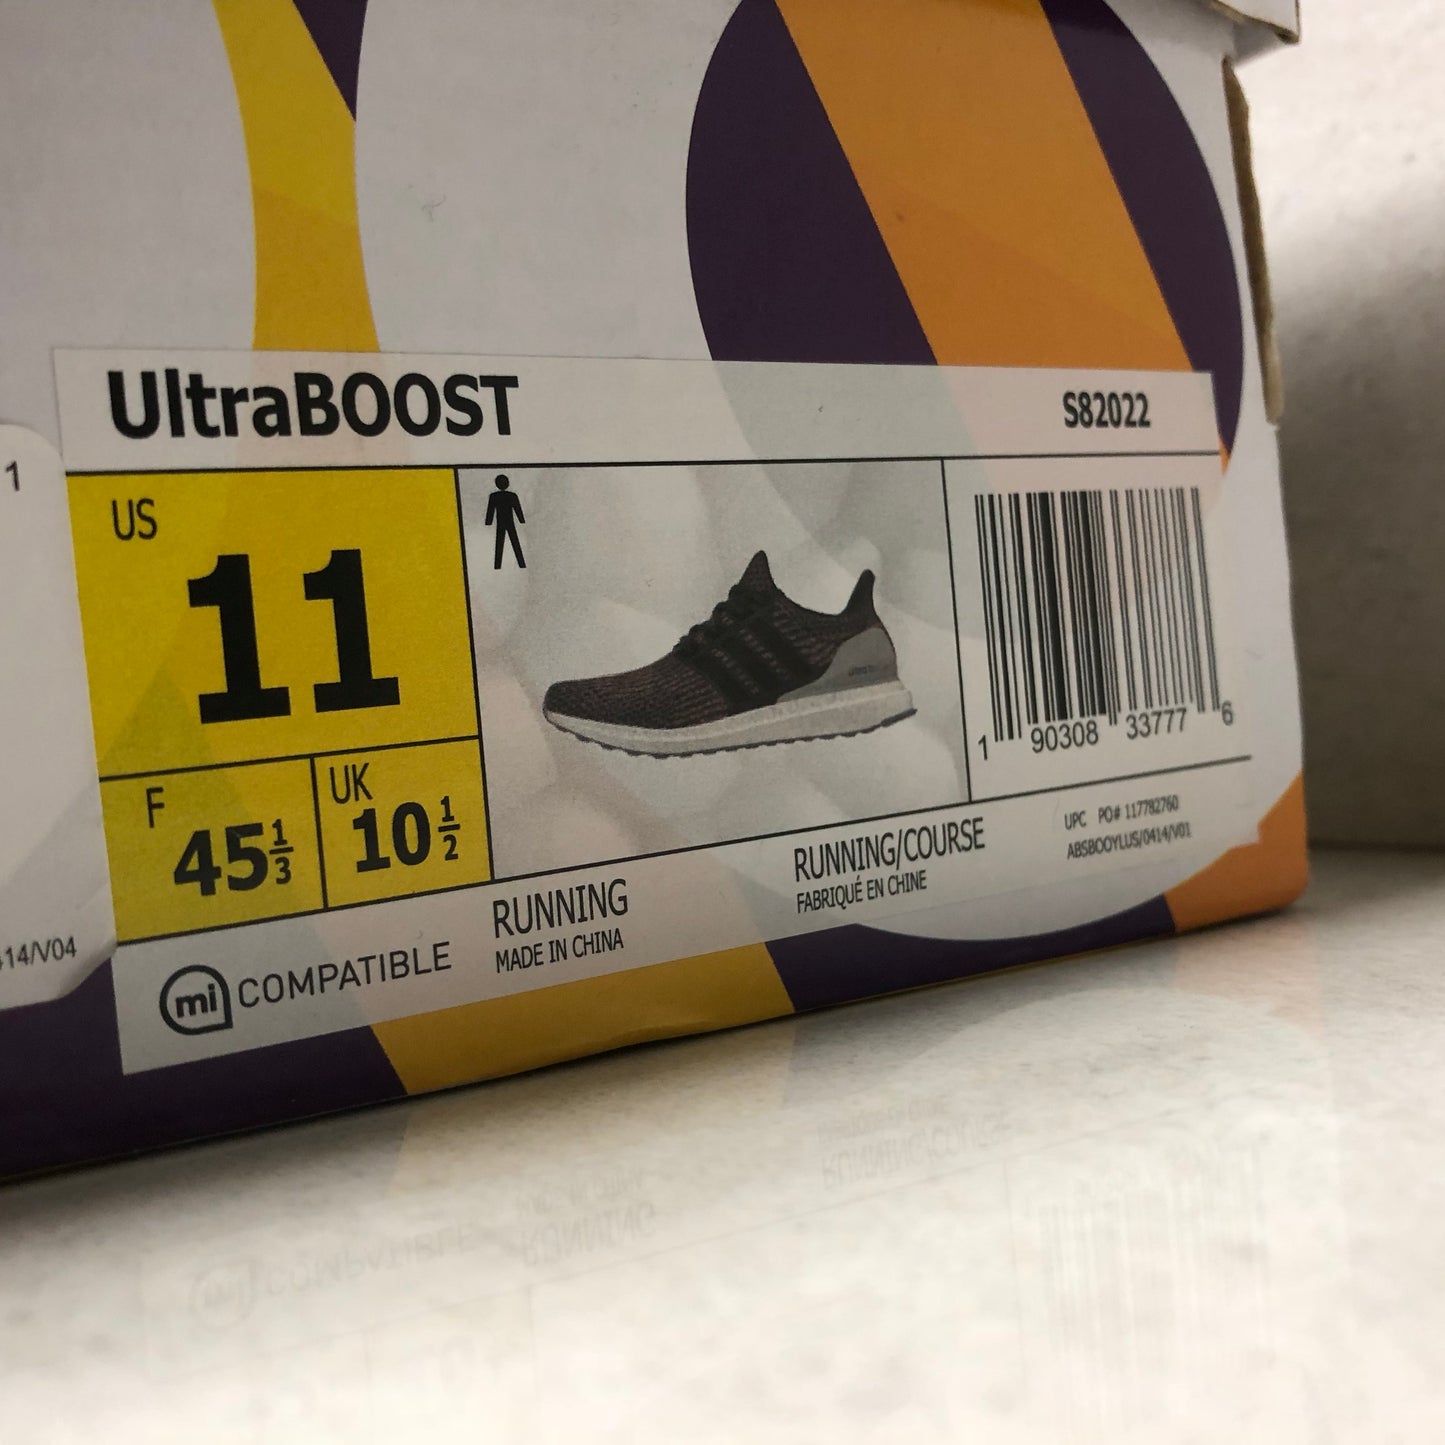 UltraBOOST
S82022
1
US
11
F
45 1/3
UK
10 1/2
1 90308 33777 6
mi COMPATIBLE
RUNNING
MADE IN CHINA
RUNNING/COURSE
FABRIQUÉ EN CHINE
UPC PO# 117782760
ABSBOOYLUS/0414/V01
14/V04